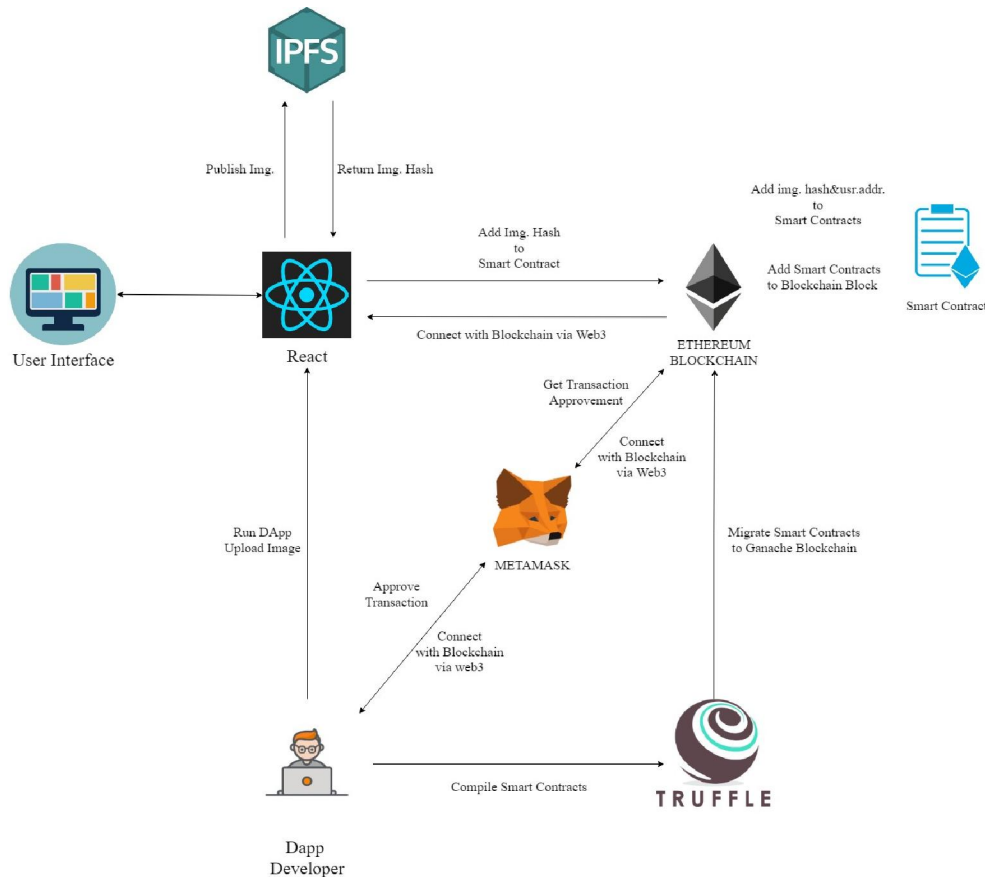 IPFS
Publish Img.
Return Img. Hash
Add img. hash&usr.addr.
to
Smart Contracts
Add Img. Hash
to
Smart Contract
Add Smart Contracts
to Blockchain Block
Smart Contract
User Interface
React
Connect with Blockchain via Web3
ETHEREUM
BLOCKCHAIN
Get Transaction
Approvement
Connect
with Blockchain
via Web3
Run DApp
Upload Image
METAMASK
Migrate Smart Contracts
to Ganache Blockchain
Approve
Transaction
Connect
with Blockchain
via web3
Compile Smart Contracts
TRUFFLE
Dapp
Developer